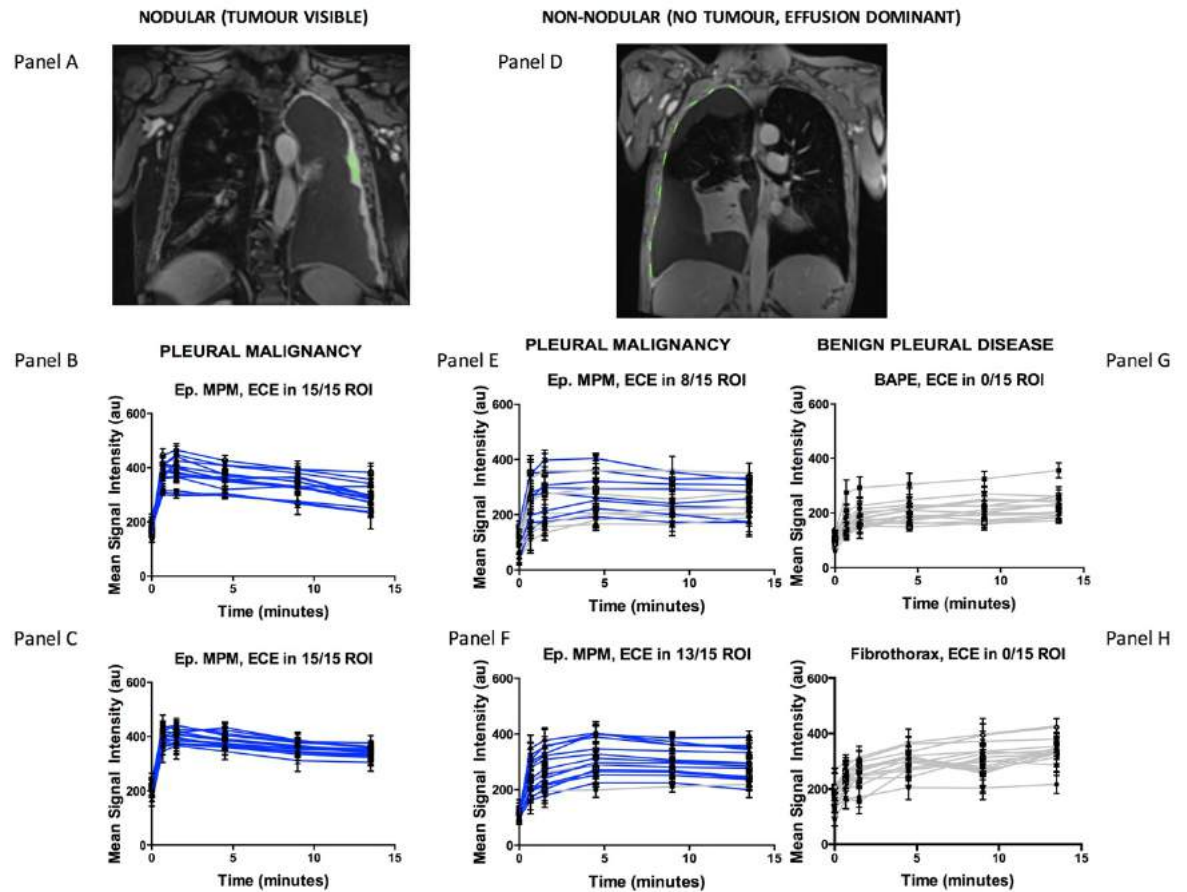 NODULAR (TUMOUR VISIBLE)
NON-NODULAR (NO TUMOUR, EFFUSION DOMINANT)
Panel A
Panel D
Panel B
PLEURAL MALIGNANCY
Ep. MPM, ECE in 15/15 ROI
Mean Signal Intensity (au)
600
400
200
0
0 5 10 15
Time (minutes)
Panel E
PLEURAL MALIGNANCY
Ep. MPM, ECE in 8/15 ROI
Mean Signal Intensity (au)
600
400
200
0
0 5 10 15
Time (minutes)
BENIGN PLEURAL DISEASE
Panel G
BAPE, ECE in 0/15 ROI
Mean Signal Intensity (au)
600
400
200
0
0 5 10 15
Time (minutes)
Panel C
Ep. MPM, ECE in 15/15 ROI
Mean Signal Intensity (au)
600
400
200
0
0 5 10 15
Time (minutes)
Panel F
Ep. MPM, ECE in 13/15 ROI
Mean Signal Intensity (au)
600
400
200
0
0 5 10 15
Time (minutes)
Panel H
Fibrothorax, ECE in 0/15 ROI
Mean Signal Intensity (au)
600
400
200
0
0 5 10 15
Time (minutes)